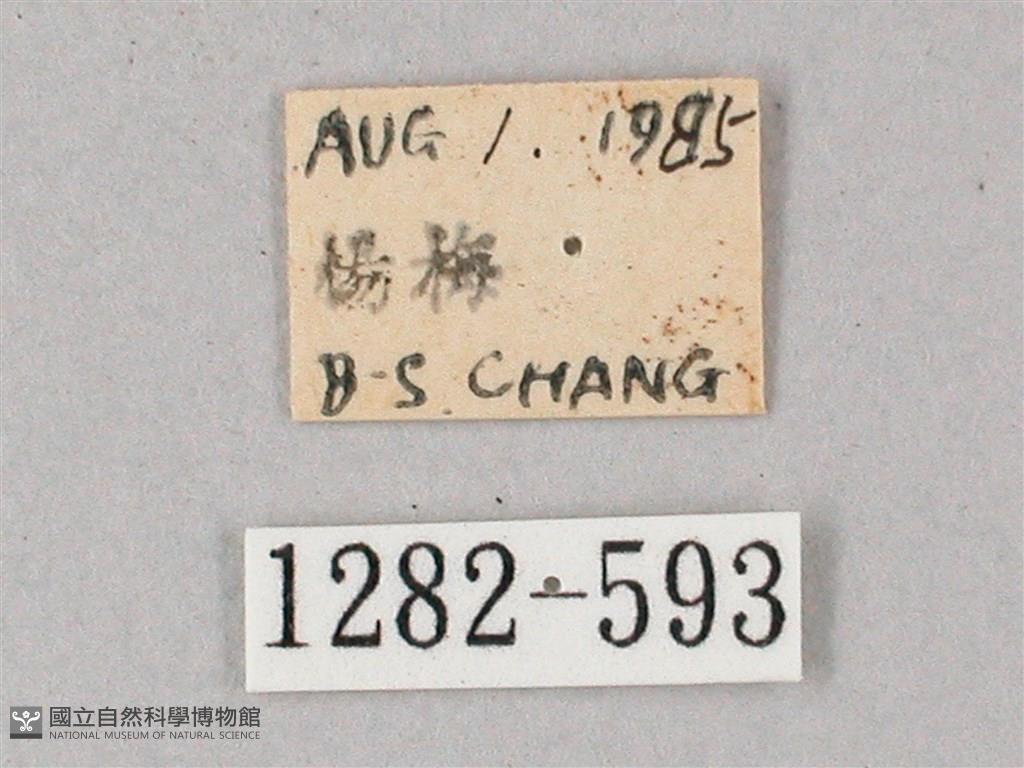 AUG 1. 1985
楊梅
B-S. CHANG
1282-593
國立自然科學博物館
NATIONAL MUSEUM OF NATURAL SCIENCE